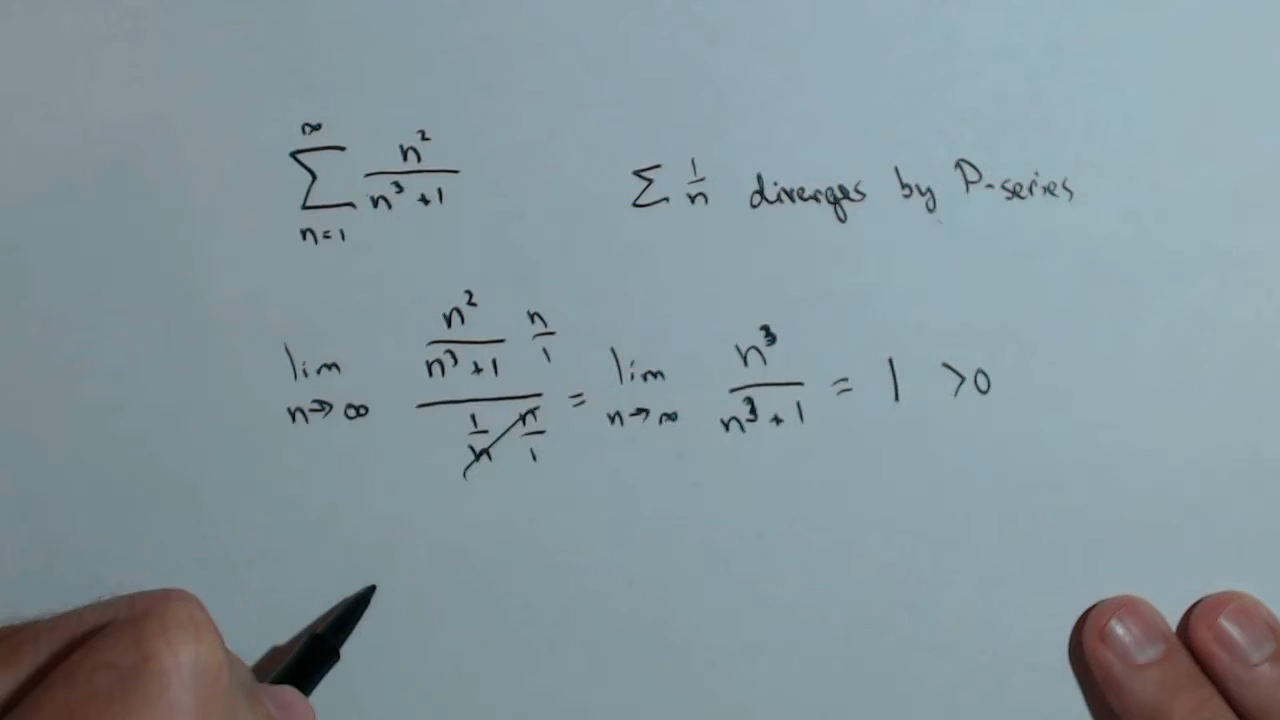 ∞
∑ n² / (n³ + 1)
n=1
∑ 1/n diverges by P-series
lim n→∞ (n² / (n³ + 1) · n/1) / (1/n · n/1) = lim n→∞ n³ / (n³ + 1) = 1 >0